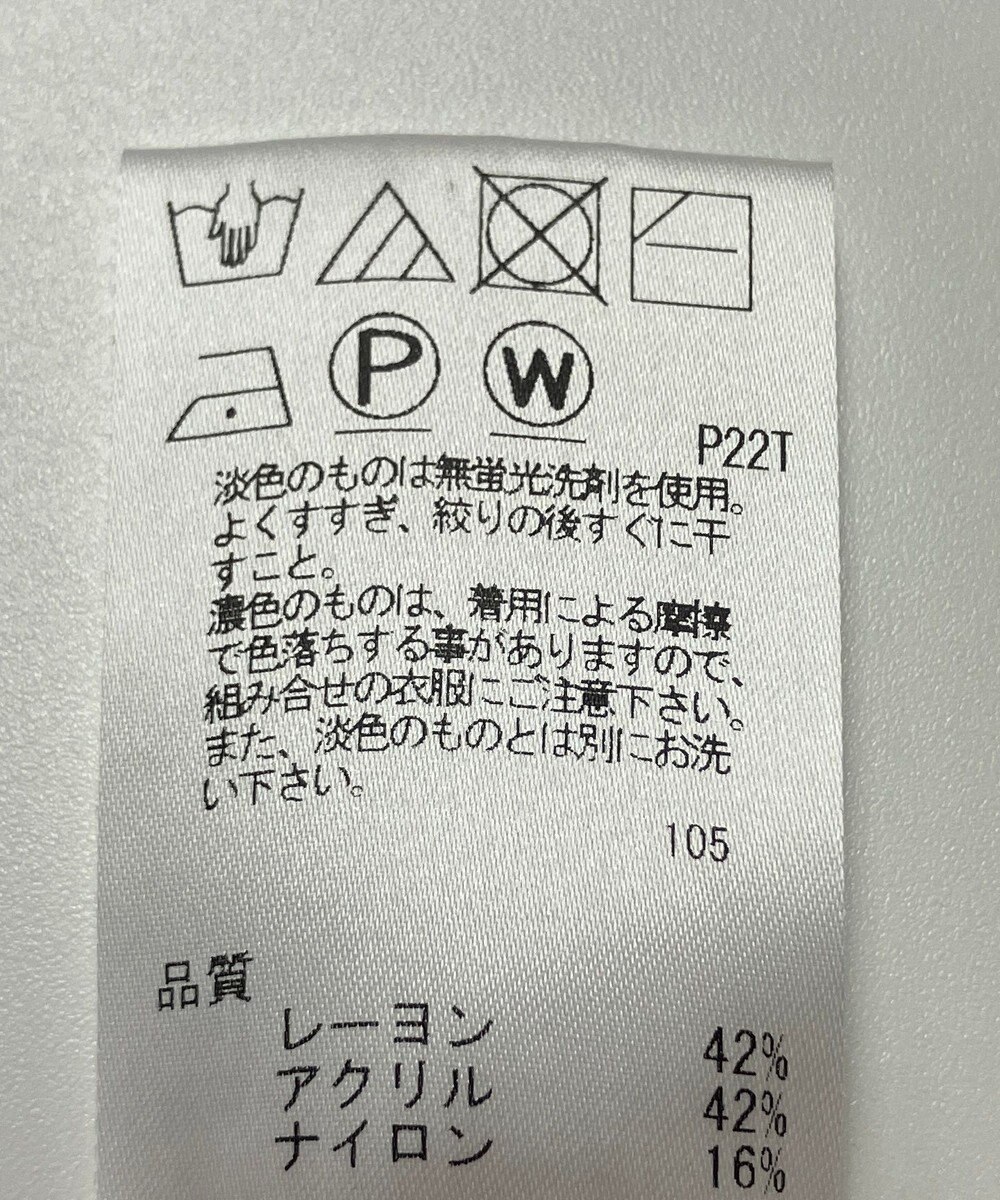 P W
P22T
淡色のものは無蛍光洗剤を使用。
よくすすぎ、絞りの後すぐに干
すこと。
濃色のものは、着用による摩擦
で色落ちする事がありますので、
組み合せの衣服にご注意下さい。
また、淡色のものとは別にお洗
い下さい。
105
品質
レーヨン 42%
アクリル 42%
ナイロン 16%